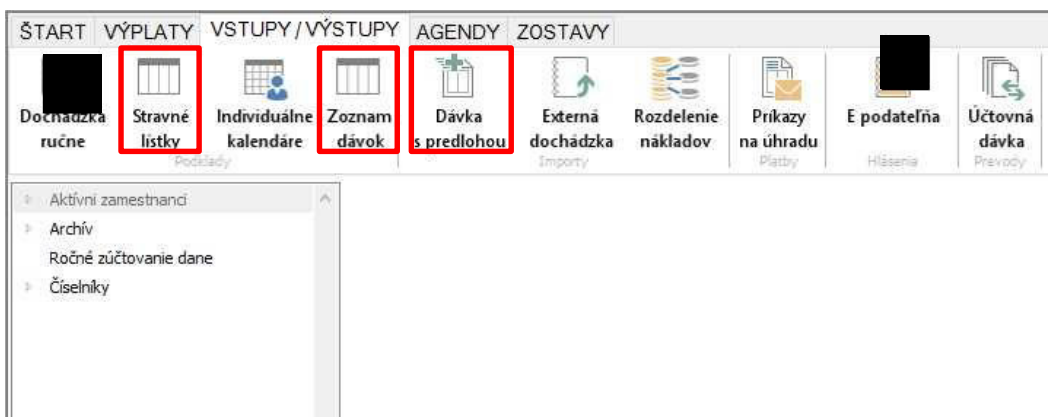 ŠTART VÝPLATY VSTUPY / VÝSTUPY AGENDY ZOSTAVY
Dochádzka ručne
Stravné lístky
Individuálne kalendáre
Zoznam dávok
Dávka s predlohou
Externá dochádzka
Rozdelenie nákladov
Príkazy na úhradu
E podateľňa
Účtovná dávka
Podklady Importy Platby Hlásenia Prevody
Aktívni zamestnanci
Archív
Ročné zúčtovanie dane
Číselníky